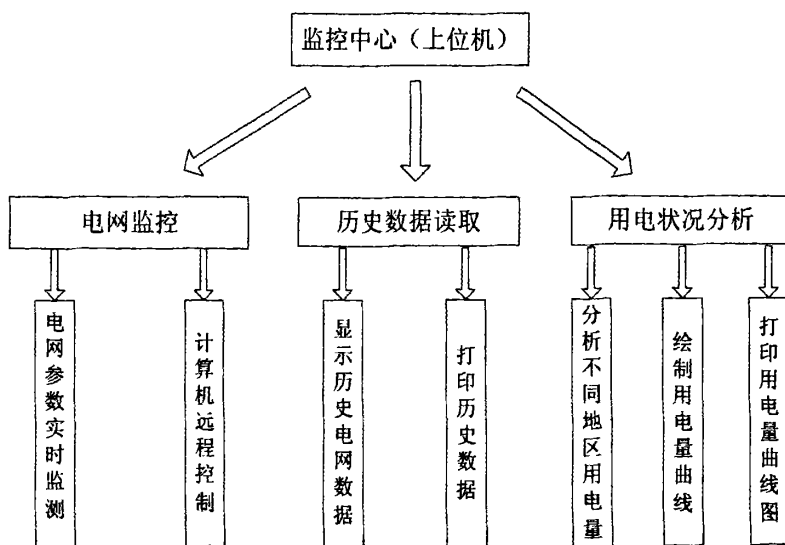 监控中心（上位机）
电网监控
历史数据读取
用电状况分析
电网参数实时监测
计算机远程控制
显示历史电网数据
打印历史数据
分析不同地区用电量
绘制用电量曲线
打印用电量曲线图